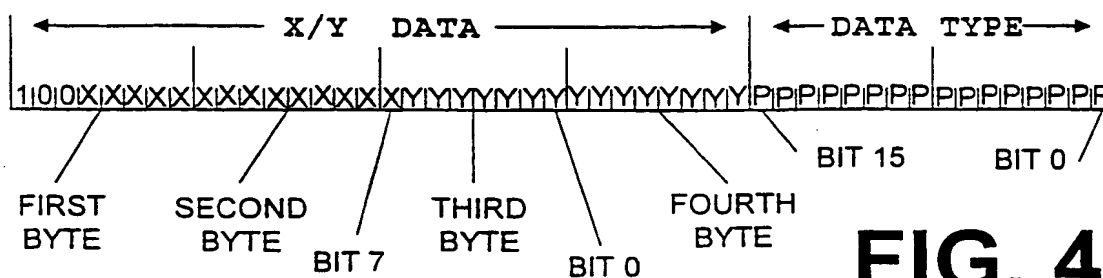 X/Y DATA DATA TYPE
100XXXXXXXXXXXXXXYYYYYYYYYYYYYYYPPPPPPPPPPPPPPPP
BIT 15 BIT 0
FIRST BYTE
SECOND BYTE
BIT 7
THIRD BYTE
BIT 0
FOURTH BYTE
FIG. 4